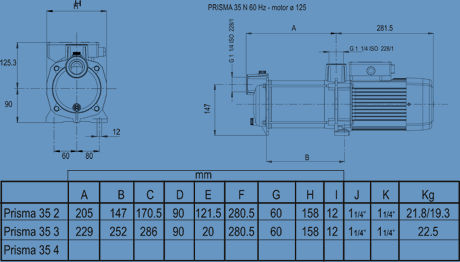 H
PRISMA 35 N 60 Hz - motor ø 125
A
281.5
G 1 1/4 ISO 228/1
G 1 1/4 ISO 228/1
125.3
90
147
12
60
80
B
mm
A B C D E F G H I J K Kg
Prisma 35 2 205 147 170.5 90 121.5 280.5 60 158 12 1 1/4" 1 1/4" 21.8/19.3
Prisma 35 3 229 252 286 90 20 280.5 60 158 12 1 1/4" 1 1/4" 22.5
Prisma 35 4